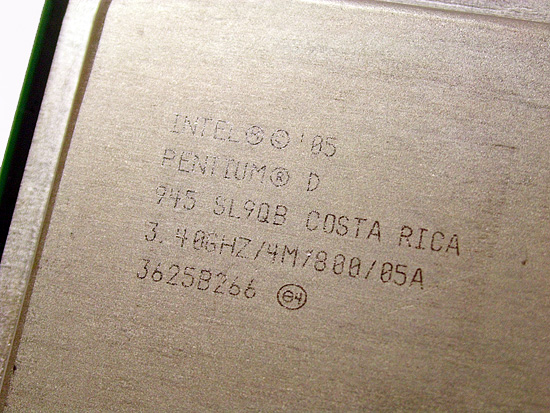 INTEL®© '05
PENTIUM® D
945 SL9QB COSTA RICA
3.40GHZ/4M/800/05A
3625B266 e4